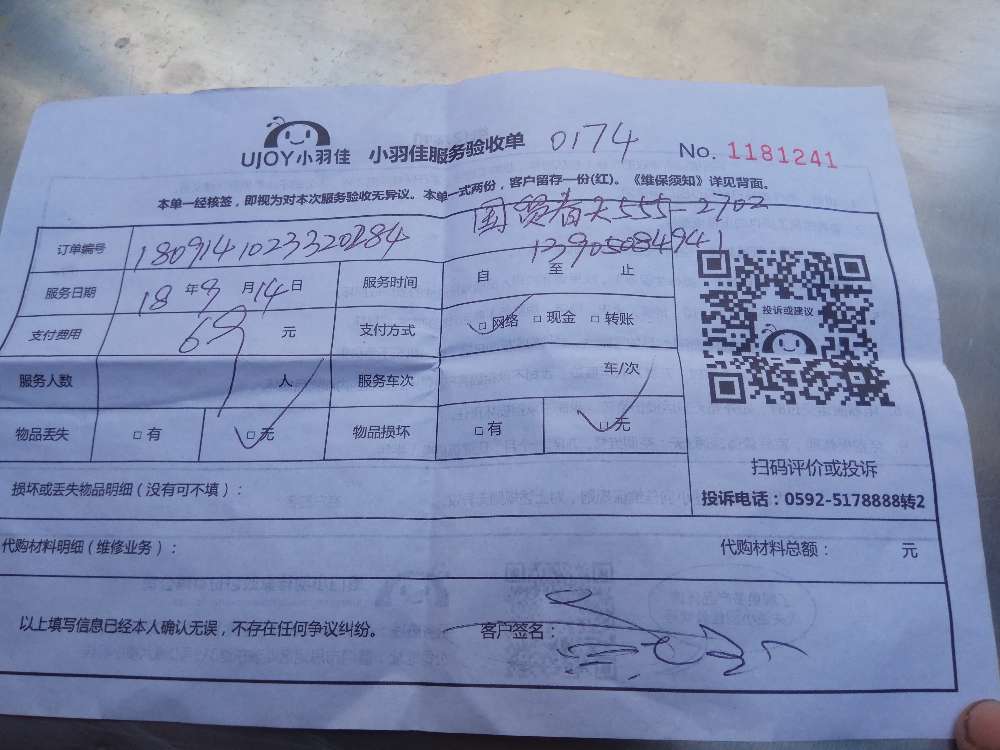 UJOY小羽佳 小羽佳服务验收单 0174 No. 1181241
本单一经核签，即视为对本次服务验收无异议。本单一式两份，客户留存一份(红)。《维保须知》详见背面。
国贸春天555-2702
订单编号 1809141023320284
13905084941
服务日期 18 年 9 月 14 日 服务时间 自 至 止
支付费用 69 元 支付方式 □ 网络 □ 现金 □ 转账
投诉或建议
服务人数 1 人 服务车次 车/次
物品丢失 □ 有 □ 无 物品损坏 □ 有 □ 无
扫码评价或投诉
损坏或丢失物品明细（没有可不填）：
投诉电话：0592-5178888转2
代购材料明细（维修业务）： 代购材料总额： 元
以上填写信息已经本人确认无误，不存在任何争议纠纷。 客户签名：